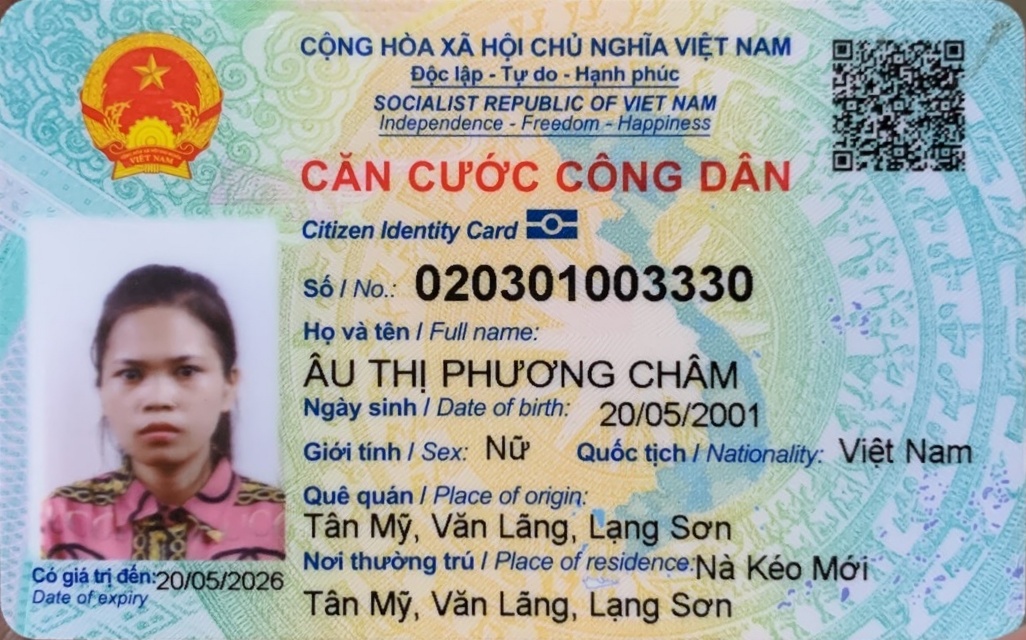 CỘNG HÒA XÃ HỘI CHỦ NGHĨA VIỆT NAM
Độc lập - Tự do - Hạnh phúc
SOCIALIST REPUBLIC OF VIET NAM
Independence - Freedom - Happiness
CĂN CƯỚC CÔNG DÂN
Citizen Identity Card
Số / No.: 020301003330
Họ và tên / Full name:
ÂU THỊ PHƯƠNG CHÂM
Ngày sinh / Date of birth: 20/05/2001
Giới tính / Sex: Nữ Quốc tịch / Nationality: Việt Nam
Quê quán / Place of origin:
Tân Mỹ, Văn Lãng, Lạng Sơn
Nơi thường trú / Place of residence: Nà Kéo Mới
Tân Mỹ, Văn Lãng, Lạng Sơn
Có giá trị đến: 20/05/2026
Date of expiry
VIỆT NAM